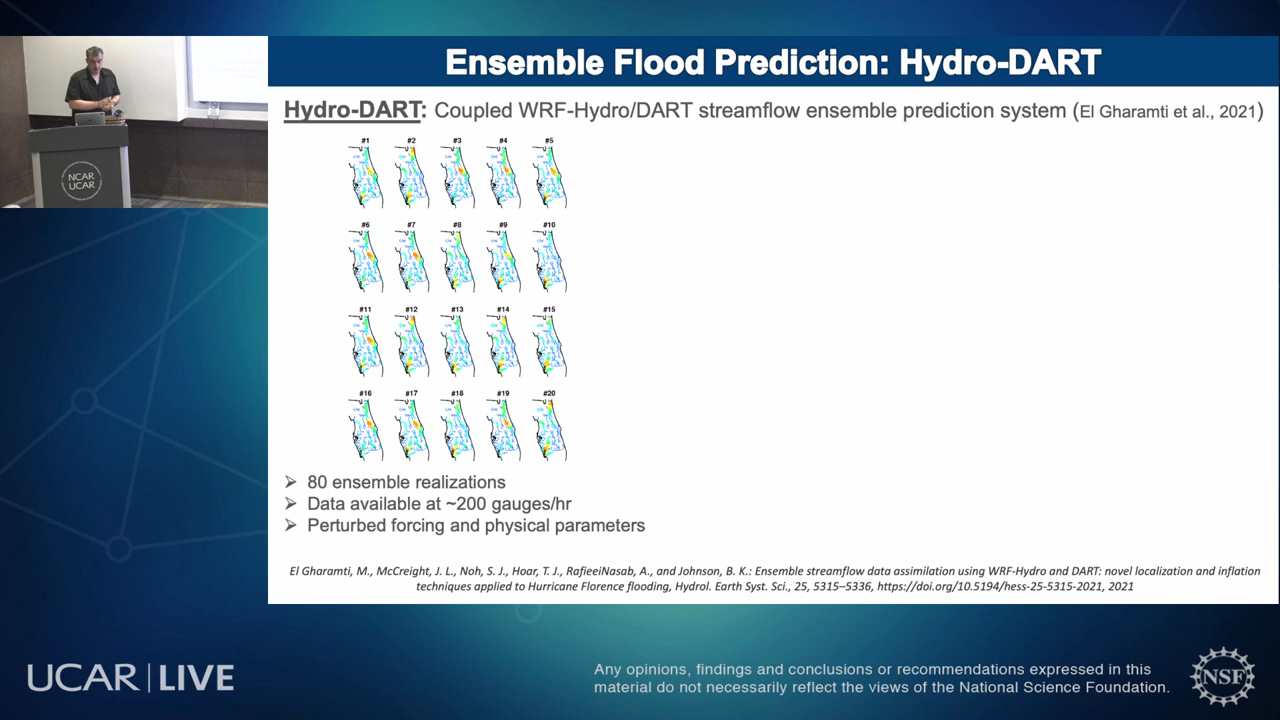 Ensemble Flood Prediction: Hydro-DART
Hydro-DART: Coupled WRF-Hydro/DART streamflow ensemble prediction system (El Gharamti et al., 2021)
#1 #2 #3 #4 #5
#6 #7 #8 #9 #10
#11 #12 #13 #14 #15
#16 #17 #18 #19 #20
NCAR
UCAR
➢ 80 ensemble realizations
➢ Data available at ~200 gauges/hr
➢ Perturbed forcing and physical parameters
El Gharamti, M., McCreight, J. L., Noh, S. J., Hoar, T. J., RafieeiNasab, A., and Johnson, B. K.: Ensemble streamflow data assimilation using WRF-Hydro and DART: novel localization and inflation
techniques applied to Hurricane Florence flooding, Hydrol. Earth Syst. Sci., 25, 5315–5336, https://doi.org/10.5194/hess-25-5315-2021, 2021
UCAR | LIVE
Any opinions, findings and conclusions or recommendations expressed in this
material do not necessarily reflect the views of the National Science Foundation.
NSF